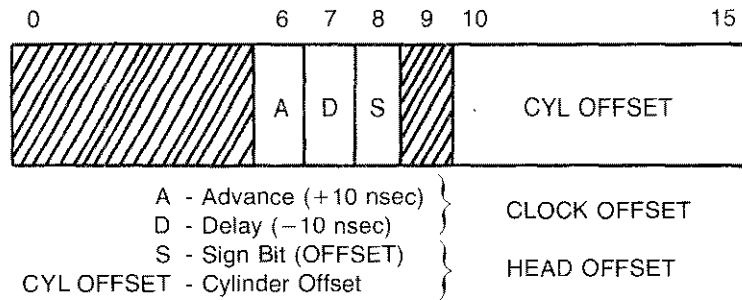 0 6 7 8 9 10 15
A D S CYL OFFSET
A - Advance (+10 nsec)
D - Delay (−10 nsec)
CLOCK OFFSET
S - Sign Bit (OFFSET)
CYL OFFSET - Cylinder Offset
HEAD OFFSET